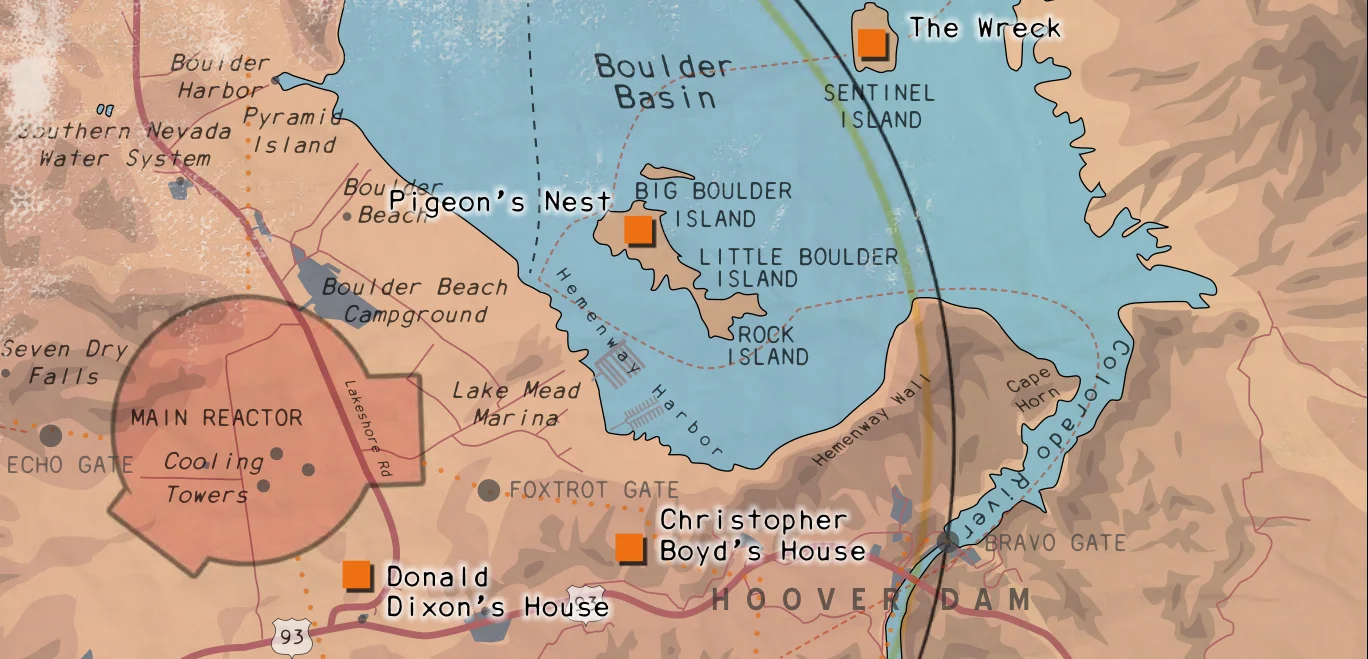 The Wreck
Boulder
Harbor
Boulder
Basin
SENTINEL
ISLAND
Pyramid
Island
Southern Nevada
Water System
Boulder
Beach
Pigeon's Nest
BIG BOULDER
ISLAND
LITTLE BOULDER
ISLAND
Boulder Beach
Campground
Hemenway Harbor
ROCK
ISLAND
Seven Dry
Falls
MAIN REACTOR
Lakeshore Rd
Lake Mead
Marina
Hemenway Wall
Cape
Horn
Colorado River
ECHO GATE
Cooling
Towers
FOXTROT GATE
Christopher
Boyd's House
BRAVO GATE
Donald
Dixon's House
93
HOOVER DAM
93